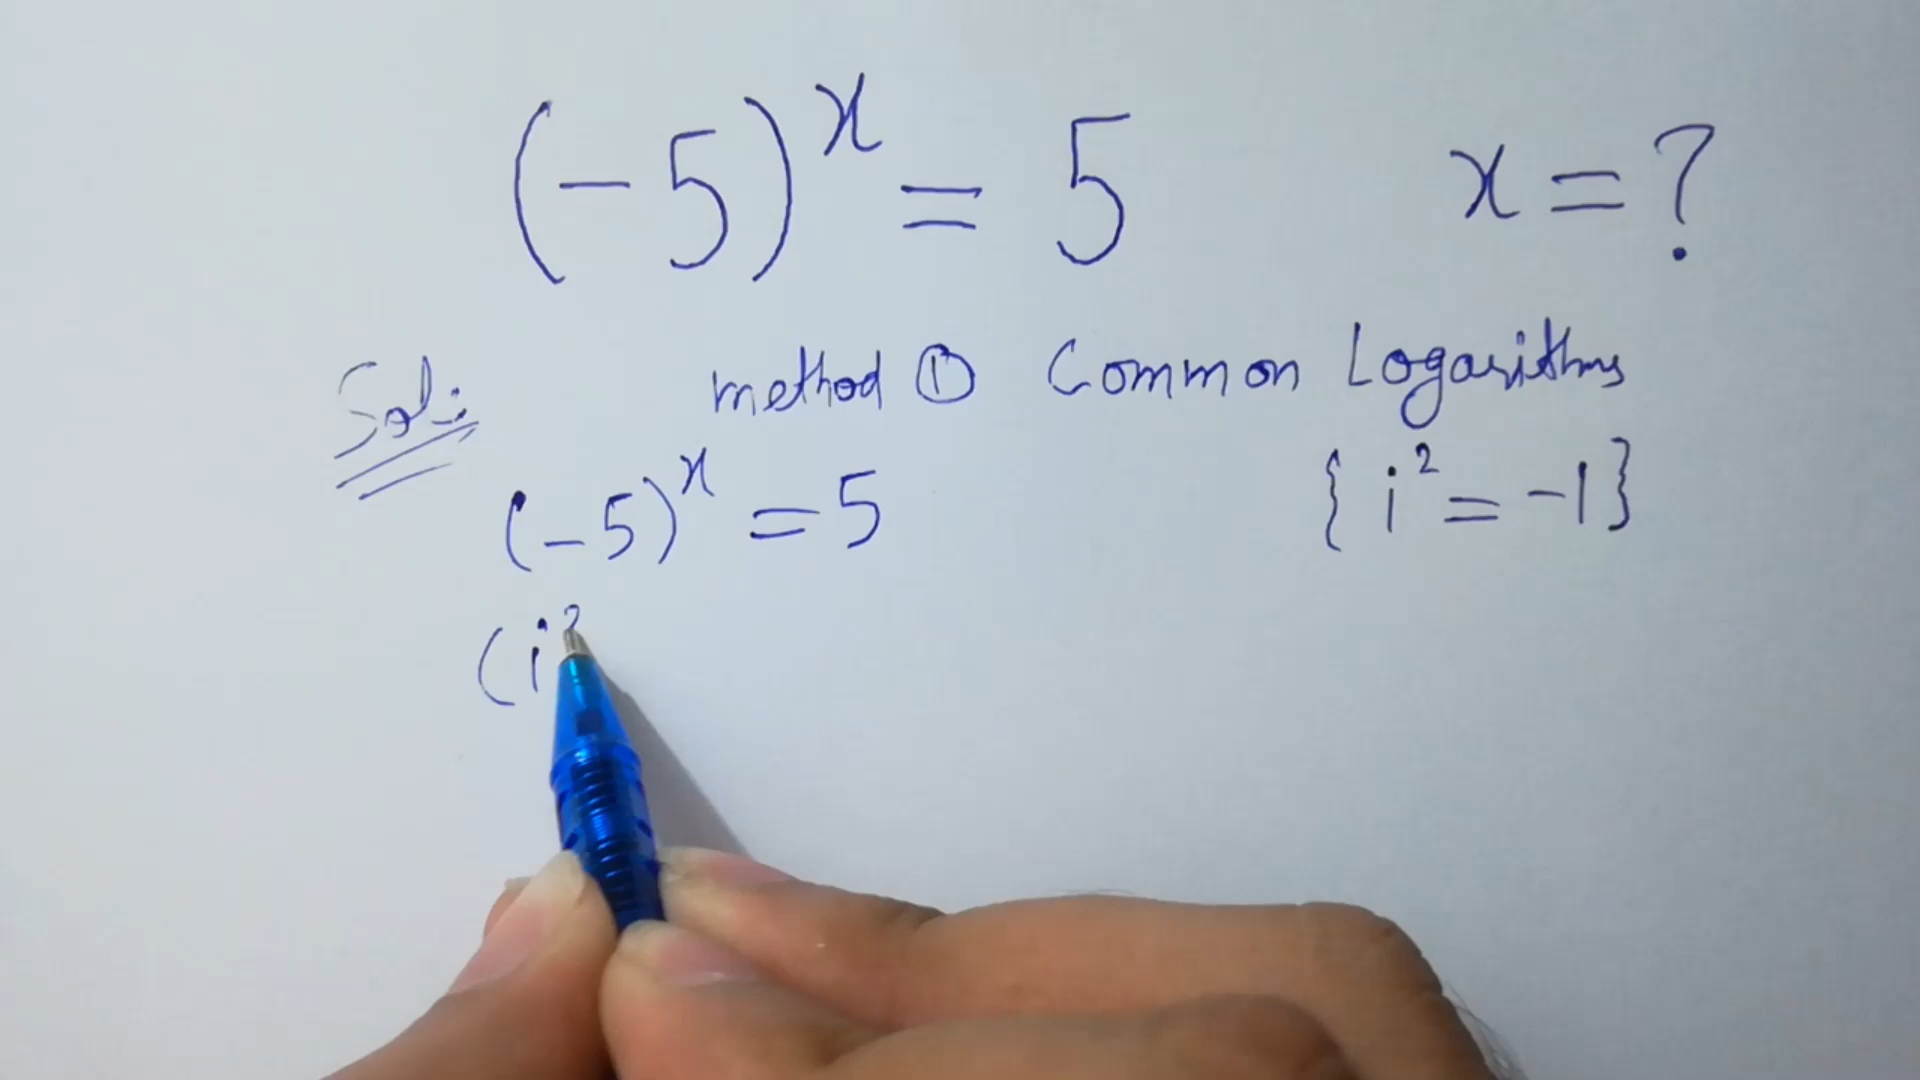 (-5)^x = 5 x = ?
Sol: method ① Common Logarithms
(-5)^x = 5 { i² = -1 }
( i²